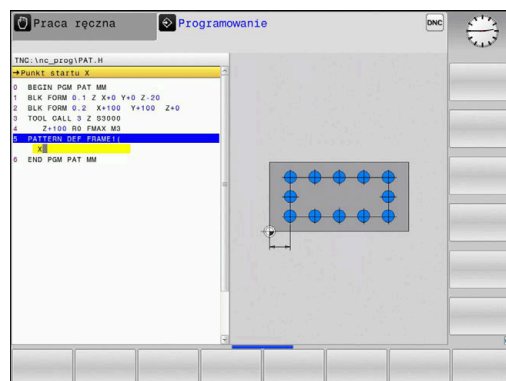 Praca ręczna
Programowanie
DNC
TNC:\nc_prog\PAT.H
→Punkt startu X
0 BEGIN PGM PAT MM
1 BLK FORM 0.1 Z X+0 Y+0 Z-20
2 BLK FORM 0.2 X+100 Y+100 Z+0
3 TOOL CALL 3 Z S3000
4 Z+100 R0 FMAX M3
5 PATTERN DEF FRAME1(
X
6 END PGM PAT MM